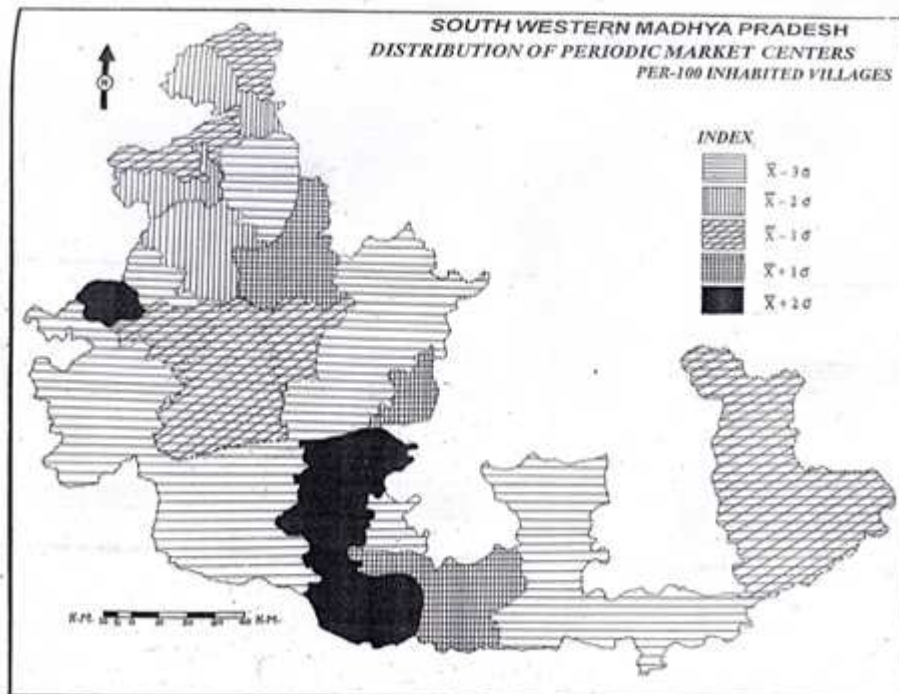 SOUTH WESTERN MADHYA PRADESH
DISTRIBUTION OF PERIODIC MARKET CENTERS
PER-100 INHABITED VILLAGES
N
INDEX
X̄ - 3σ
X̄ - 2σ
X̄ - 1σ
X̄ + 1σ
X̄ + 2σ
K.M. K.M.